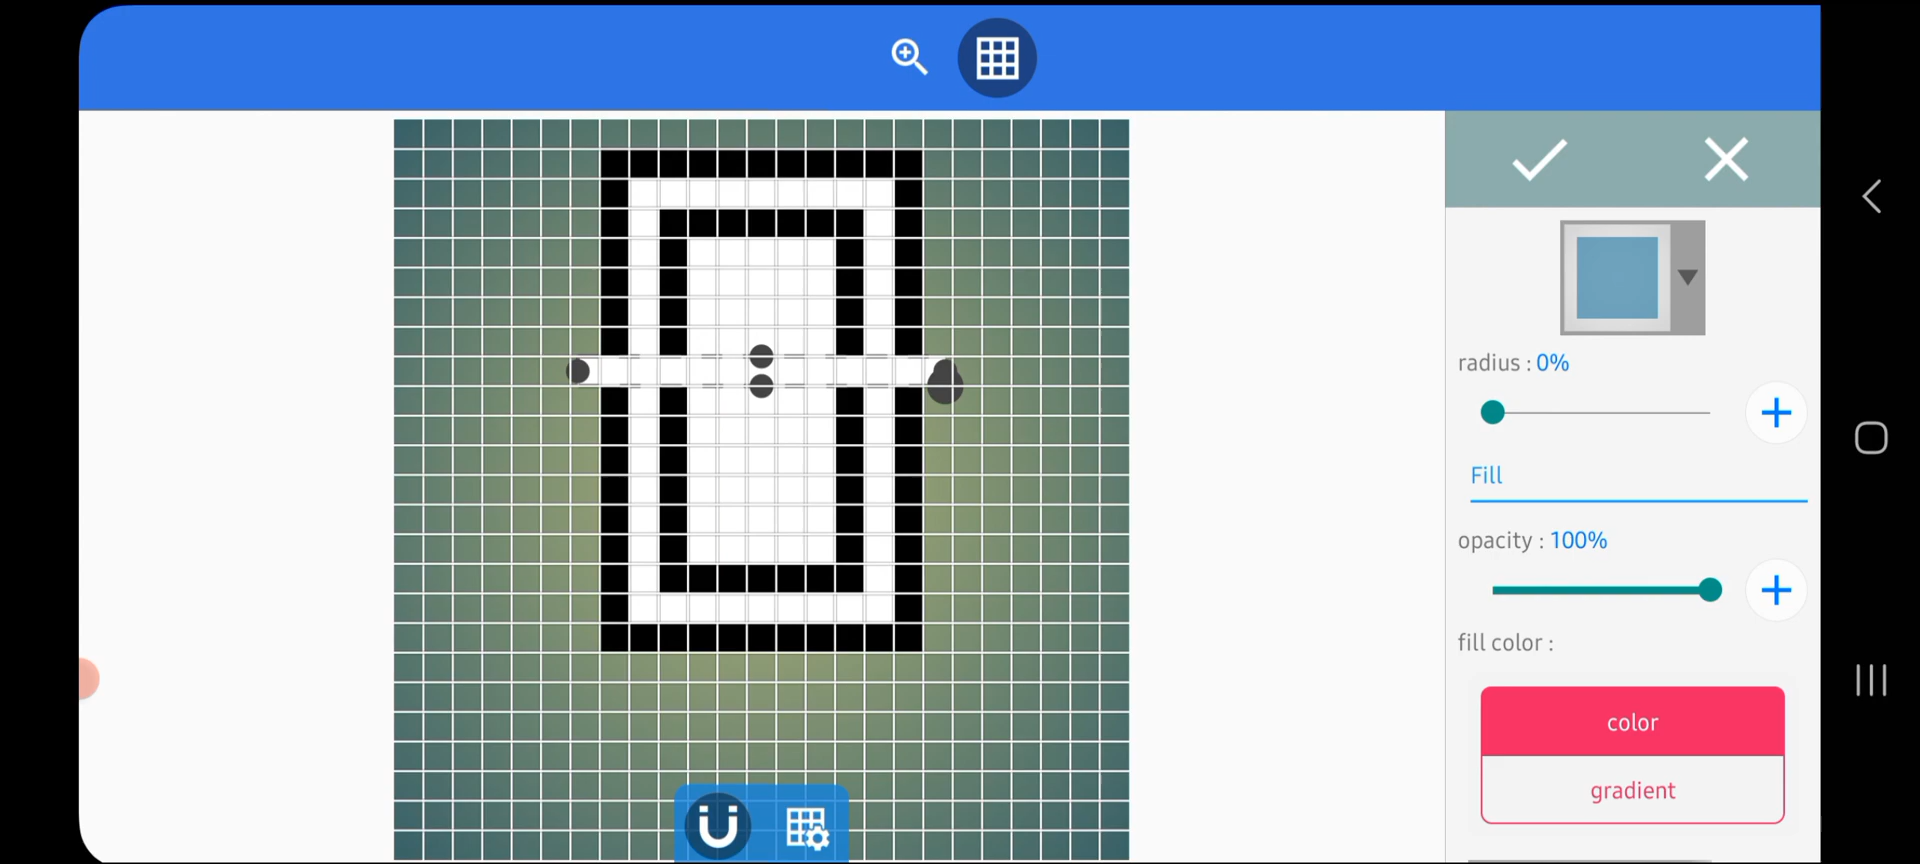 radius : 0%
Fill
opacity : 100%
fill color :
color
gradient